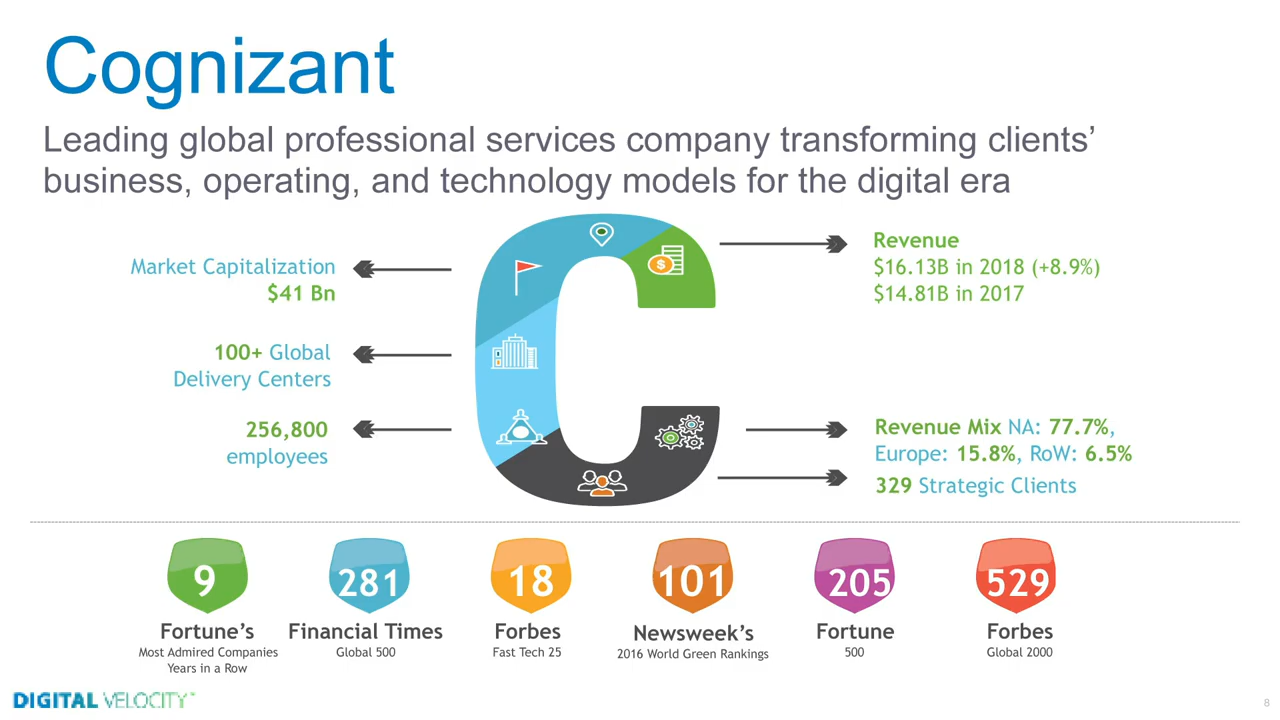 Cognizant
Leading global professional services company transforming clients’
business, operating, and technology models for the digital era
Market Capitalization
$41 Bn
100+ Global
Delivery Centers
256,800
employees
$
Revenue
$16.13B in 2018 (+8.9%)
$14.81B in 2017
Revenue Mix NA: 77.7%,
Europe: 15.8%, RoW: 6.5%
329 Strategic Clients
9
Fortune’s
Most Admired Companies
Years in a Row
281
Financial Times
Global 500
18
Forbes
Fast Tech 25
101
Newsweek’s
2016 World Green Rankings
205
Fortune
500
529
Forbes
Global 2000
DIGITAL VELOCITY™
8